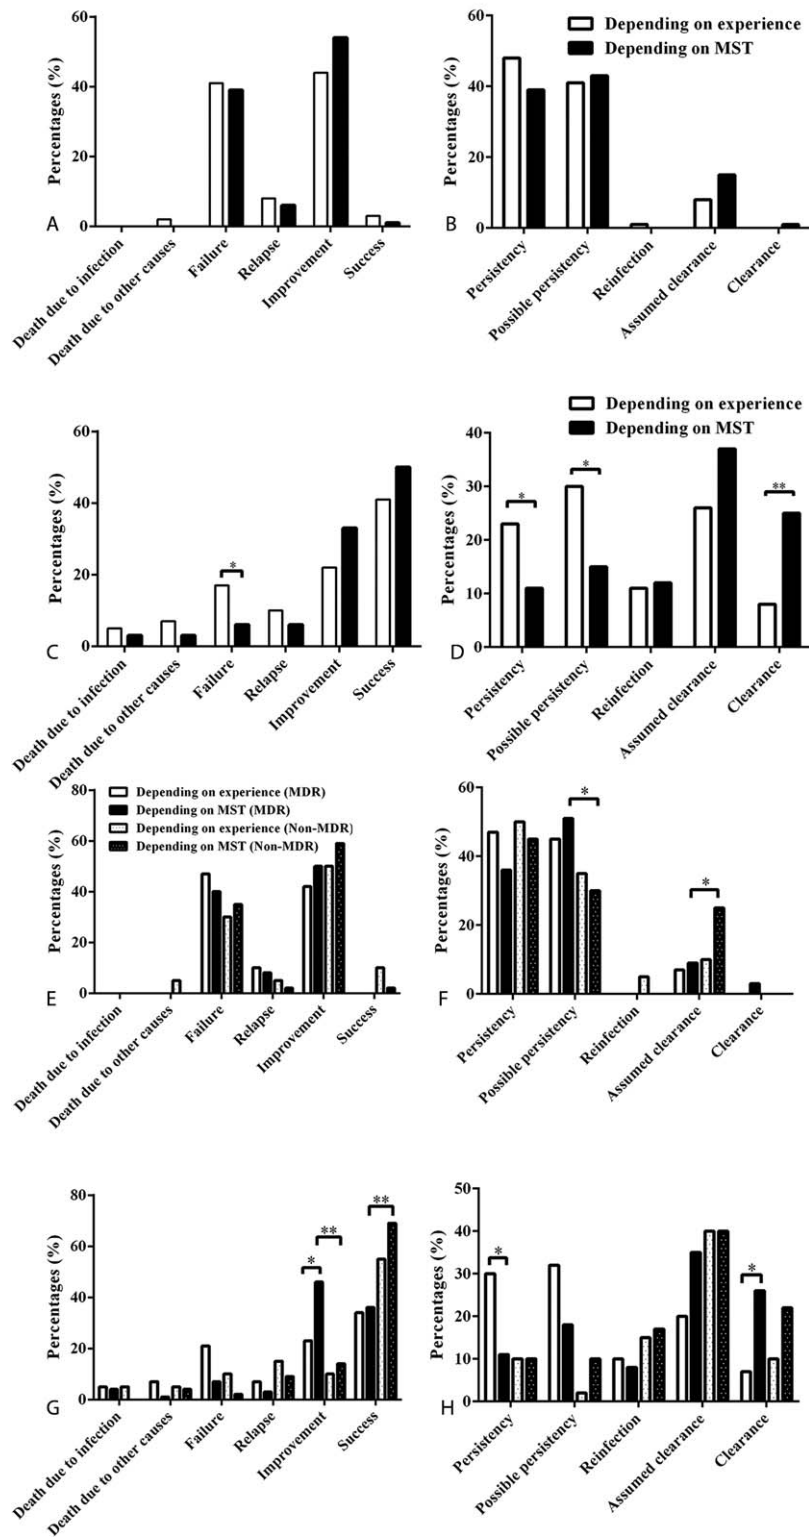 Percentages (%)
60
40
20
0
A
Death due to infection
Death due to other causes
Failure
Relapse
Improvement
Success
Depending on experience
Depending on MST
Percentages (%)
60
40
20
0
B
Persistency
Possible persistency
Reinfection
Assumed clearance
Clearance
Percentages (%)
60
40
20
0
*
C
Death due to infection
Death due to other causes
Failure
Relapse
Improvement
Success
Depending on experience
Depending on MST
Percentages (%)
40
30
20
10
0
*
*
**
D
Persistency
Possible persistency
Reinfection
Assumed clearance
Clearance
Depending on experience (MDR)
Depending on MST (MDR)
Depending on experience (Non-MDR)
Depending on MST (Non-MDR)
Percentages (%)
80
60
40
20
0
E
Death due to infection
Death due to other causes
Failure
Relapse
Improvement
Success
Percentages (%)
60
40
20
0
*
*
F
Persistency
Possible persistency
Reinfection
Assumed clearance
Clearance
Percentages (%)
80
60
40
20
0
*
**
**
G
Death due to infection
Death due to other causes
Failure
Relapse
Improvement
Success
Percentages (%)
50
40
30
20
10
0
*
*
H
Persistency
Possible persistency
Reinfection
Assumed clearance
Clearance